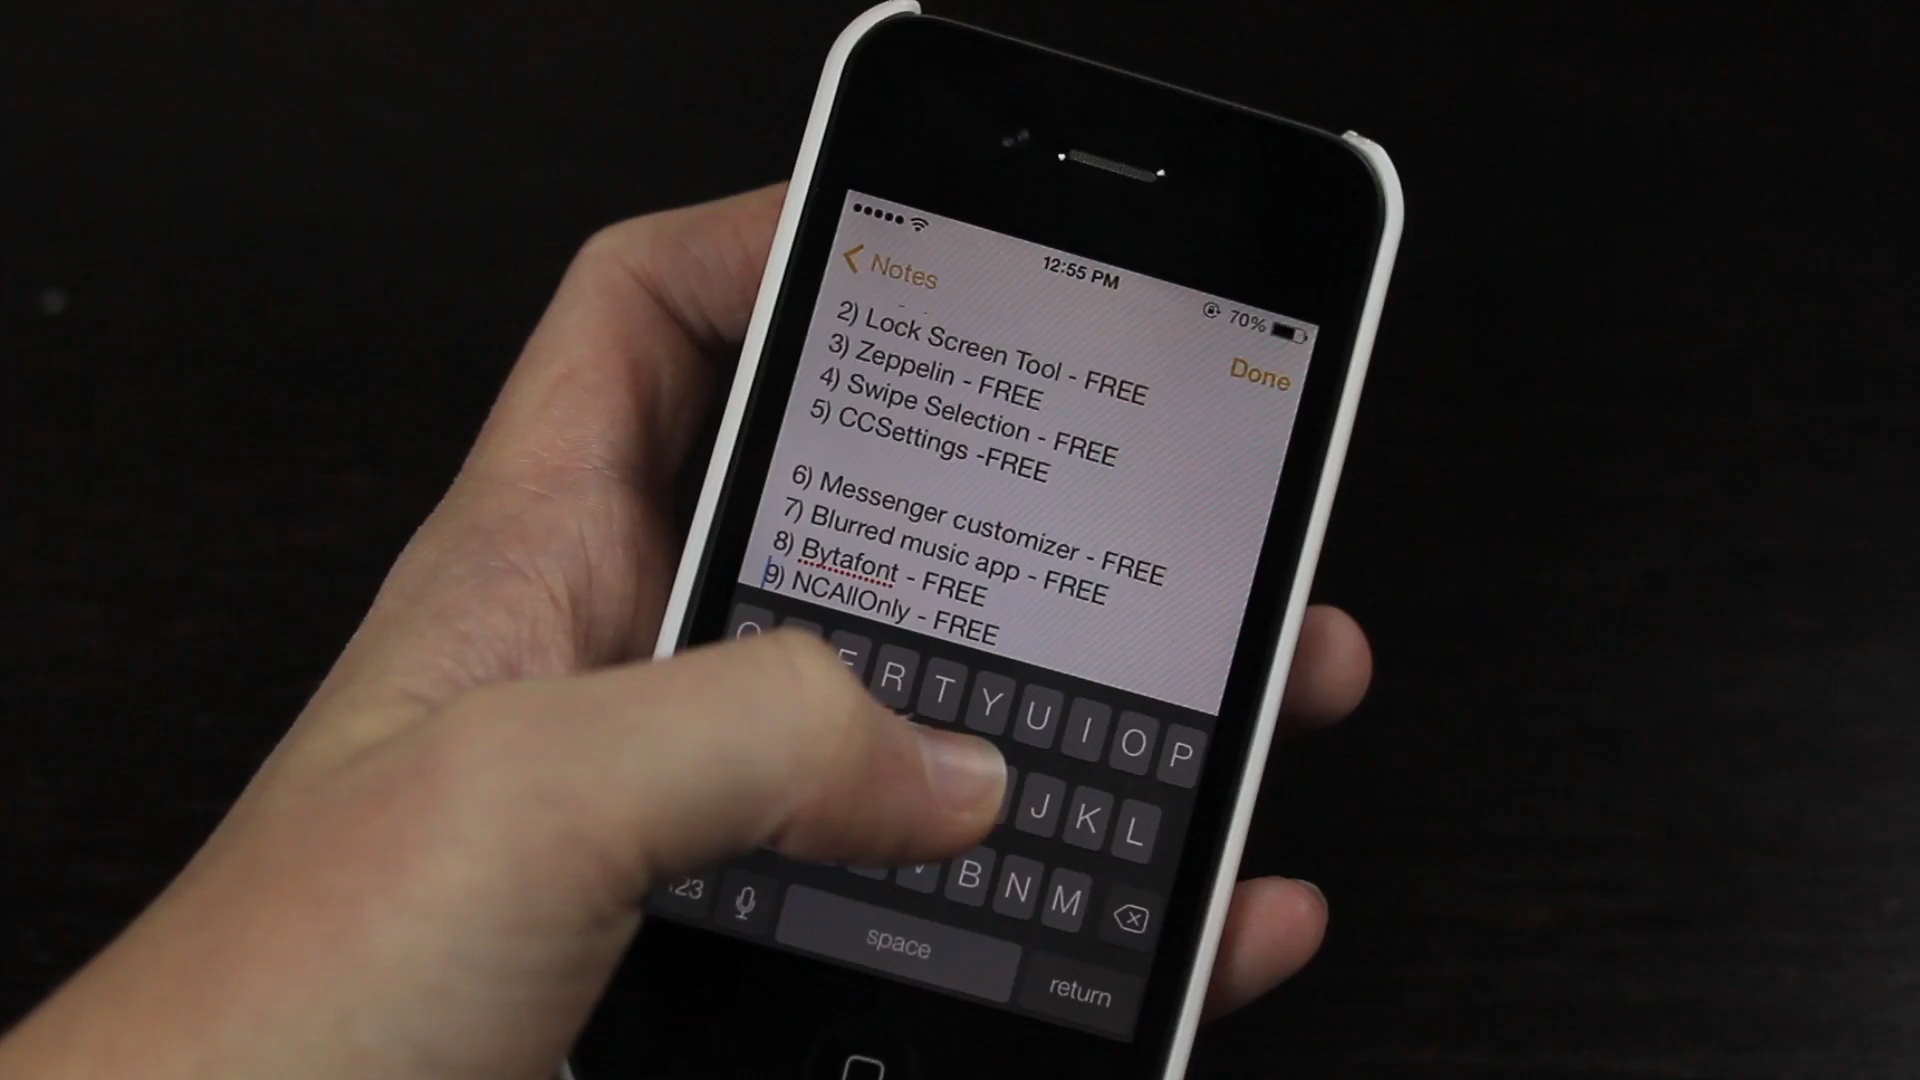 12:55 PM
70%
Notes
Done
2) Lock Screen Tool - FREE
3) Zeppelin - FREE
4) Swipe Selection - FREE
5) CCSettings -FREE
6) Messenger customizer - FREE
7) Blurred music app - FREE
8) Bytafont - FREE
9) NCAllOnly - FREE
R T Y U I O P
J K L
B N M
123
space
return